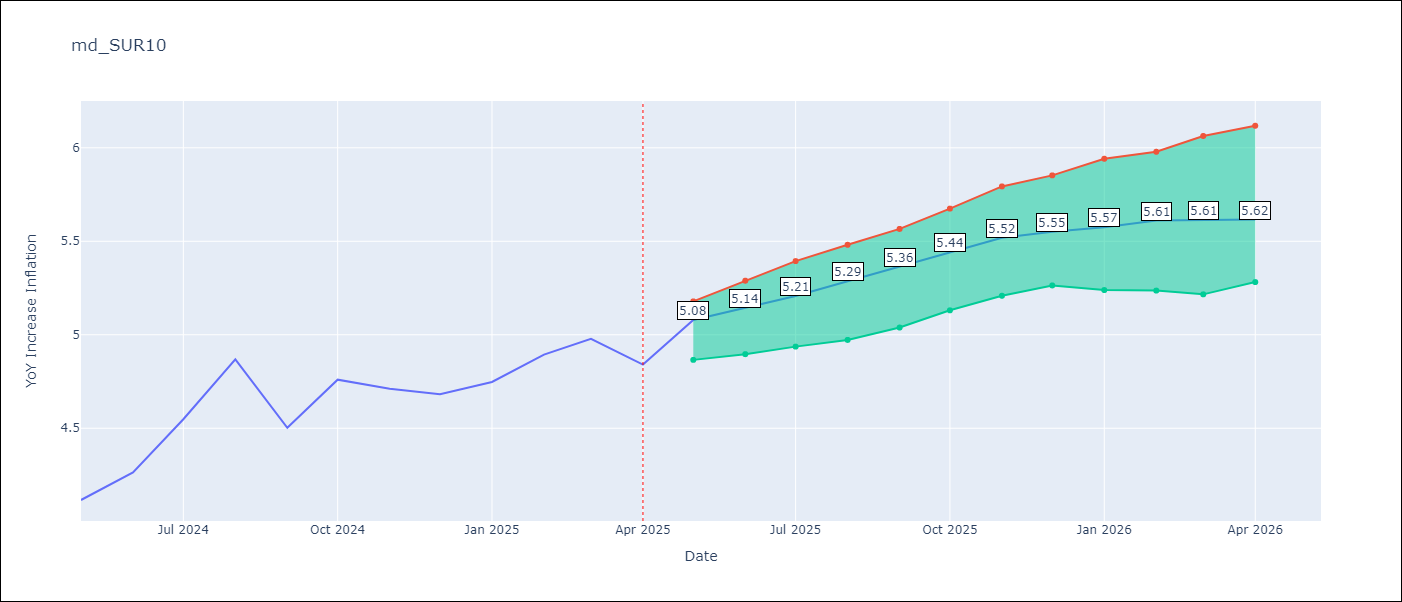 md_SUR10
YoY Increase Inflation
6
5.5
5
4.5
5.08
5.14
5.21
5.29
5.36
5.44
5.52
5.55
5.57
5.61
5.61
5.62
Jul 2024
Oct 2024
Jan 2025
Apr 2025
Jul 2025
Oct 2025
Jan 2026
Apr 2026
Date